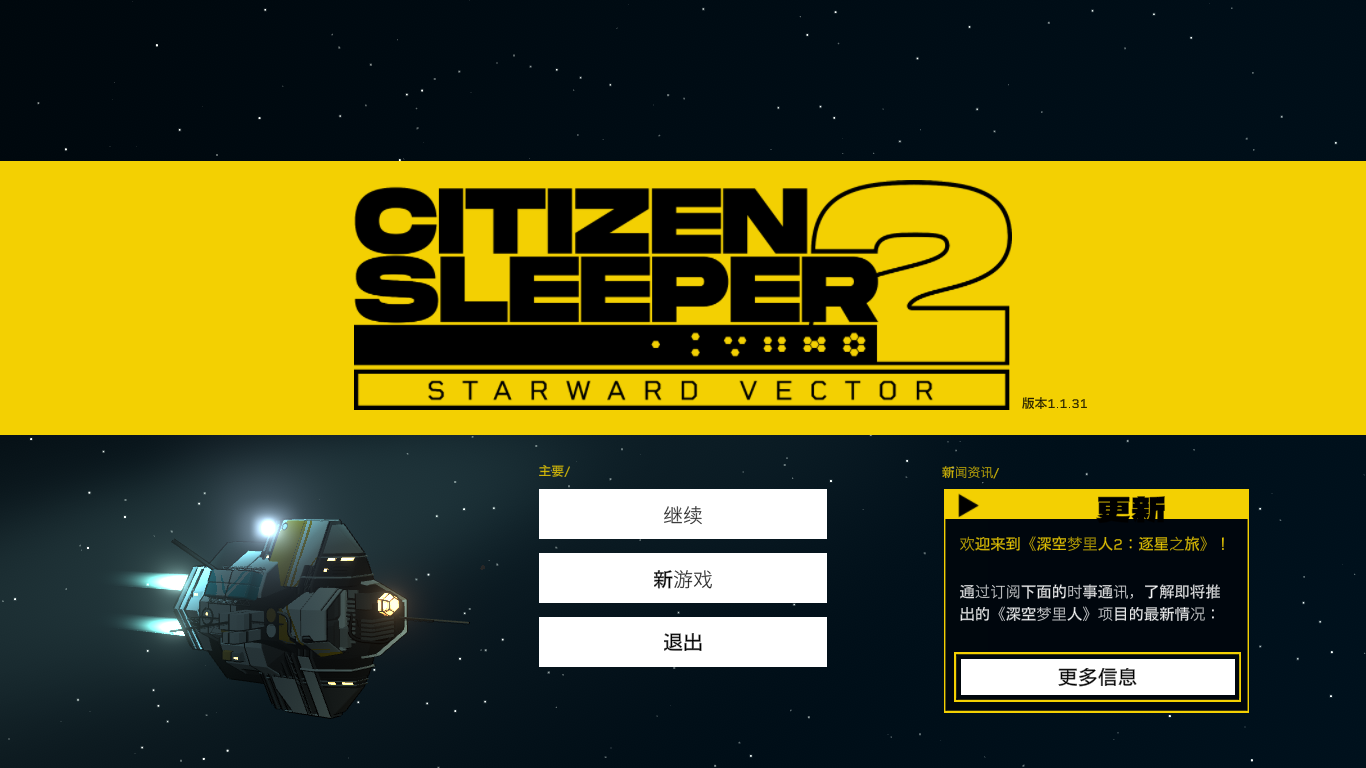 CITIZEN
SLEEPER 2
STARWARD VECTOR
版本1.1.31
主要/
继续
新游戏
退出
新闻资讯/
更新
欢迎来到《深空梦里人2：逐星之旅》！
通过订阅下面的时事通讯，了解即将推
出的《深空梦里人》项目的最新情况：
更多信息